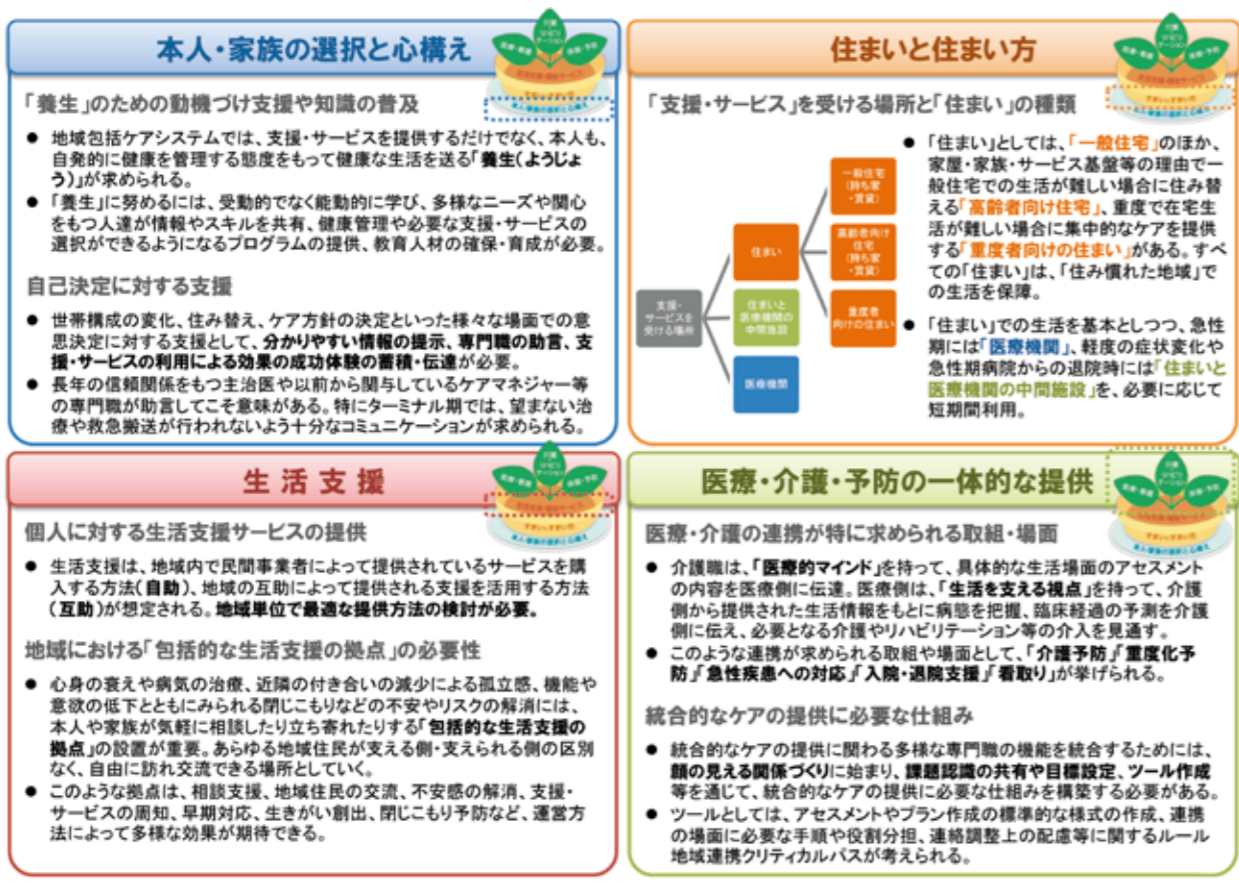 本人・家族の選択と心構え
「養生」のための動機づけ支援や知識の普及
● 地域包括ケアシステムでは、支援・サービスを提供するだけでなく、本人も、
自発的に健康を管理する態度をもって健康な生活を送る「養生(ようじょ
う)」が求められる。
● 「養生」に努めるには、受動的でなく能動的に学び、多様なニーズや関心
をもつ人達が情報やスキルを共有、健康管理や必要な支援・サービスの
選択ができるようになるプログラムの提供、教育人材の確保・育成が必要。
自己決定に対する支援
● 世帯構成の変化、住み替え、ケア方針の決定といった様々な場面での意
思決定に対する支援として、分かりやすい情報の提示、専門職の助言、支
援・サービスの利用による効果の成功体験の蓄積・伝達が必要。
● 長年の信頼関係をもつ主治医や以前から関与しているケアマネジャー等
の専門職が助言してこそ意味がある。特にターミナル期では、望まない治
療や救急搬送が行われないよう十分なコミュニケーションが求められる。
住まいと住まい方
「支援・サービス」を受ける場所と「住まい」の種類
支援・
サービスを
受ける場所
住まい
住まいと
医療機関の
中間施設
医療機関
一般住宅
(持ち家
・賃貸)
高齢者向け
住宅
(持ち家
・賃貸)
重度者
向けの住まい
● 「住まい」としては、「一般住宅」のほか、
家屋・家族・サービス基盤等の理由で一
般住宅での生活が難しい場合に住み替
える「高齢者向け住宅」、重度で在宅生
活が難しい場合に集中的なケアを提供
する「重度者向けの住まい」がある。すべ
ての「住まい」は、「住み慣れた地域」で
の生活を保障。
● 「住まい」での生活を基本としつつ、急性
期には「医療機関」、軽度の症状変化や
急性期病院からの退院時には「住まいと
医療機関の中間施設」を、必要に応じて
短期間利用。
生活支援
個人に対する生活支援サービスの提供
● 生活支援は、地域内で民間事業者によって提供されているサービスを購
入する方法(自助)、地域の互助によって提供される支援を活用する方法
(互助)が想定される。地域単位で最適な提供方法の検討が必要。
地域における「包括的な生活支援の拠点」の必要性
● 心身の衰えや病気の治療、近隣の付き合いの減少による孤立感、機能や
意欲の低下とともにみられる閉じこもりなどの不安やリスクの解消には、
本人や家族が気軽に相談したり立ち寄れたりする「包括的な生活支援の
拠点」の設置が重要。あらゆる地域住民が支える側・支えられる側の区別
なく、自由に訪れ交流できる場所としていく。
● このような拠点は、相談支援、地域住民の交流、不安感の解消、支援・
サービスの周知、早期対応、生きがい創出、閉じこもり予防など、運営方
法によって多様な効果が期待できる。
医療・介護・予防の一体的な提供
医療・介護の連携が特に求められる取組・場面
● 介護職は、「医療的マインド」を持って、具体的な生活場面のアセスメント
の内容を医療側に伝達。医療側は、「生活を支える視点」を持って、介護
側から提供された生活情報をもとに病態を把握、臨床経過の予測を介護
側に伝え、必要となる介護やリハビリテーション等の介入を見通す。
● このような連携が求められる取組や場面として、「介護予防」「重度化予
防」「急性疾患への対応」「入院・退院支援」「看取り」が挙げられる。
統合的なケアの提供に必要な仕組み
● 統合的なケアの提供に関わる多様な専門職の機能を統合するためには、
顔の見える関係づくりに始まり、課題認識の共有や目標設定、ツール作成
等を通じて、統合的なケアの提供に必要な仕組みを構築する必要がある。
● ツールとしては、アセスメントやプラン作成の標準的な様式の作成、連携
の場面に必要な手順や役割分担、連絡調整上の配慮等に関するルール
地域連携クリティカルパスが考えられる。